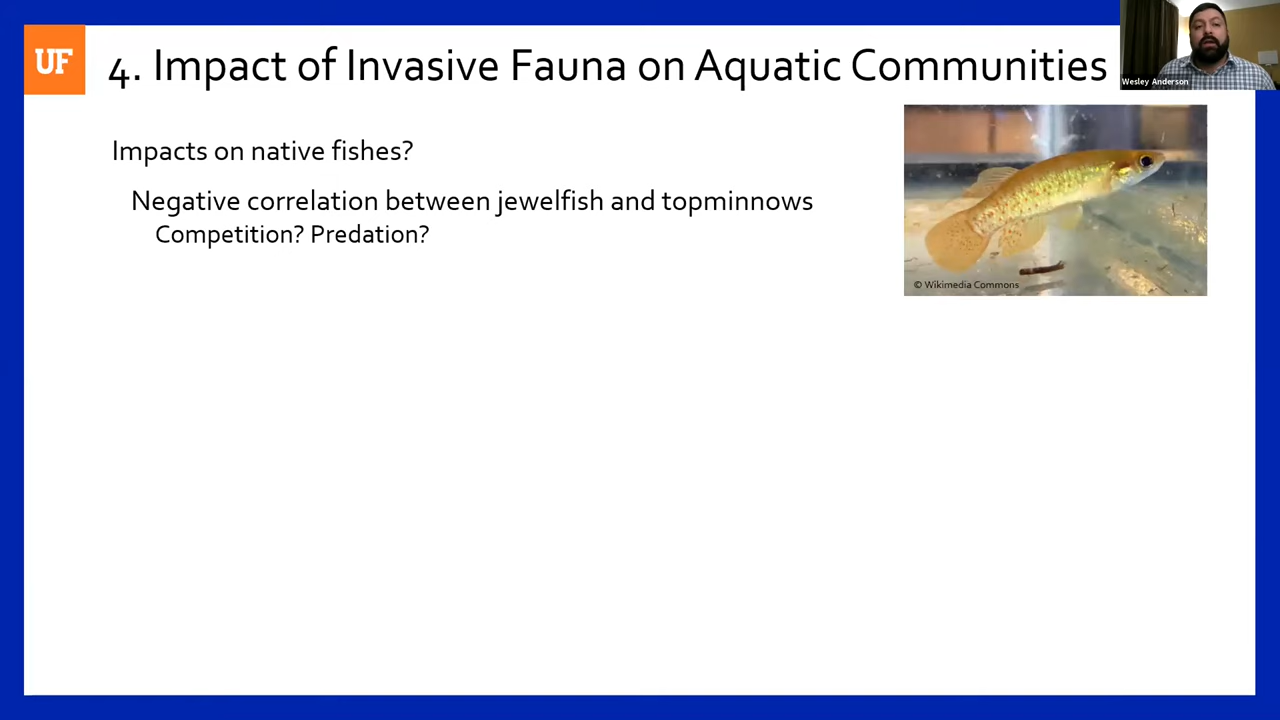 UF
4. Impact of Invasive Fauna on Aquatic Communities
Wesley Anderson
Impacts on native fishes?
Negative correlation between jewelfish and topminnows
Competition? Predation?
© Wikimedia Commons